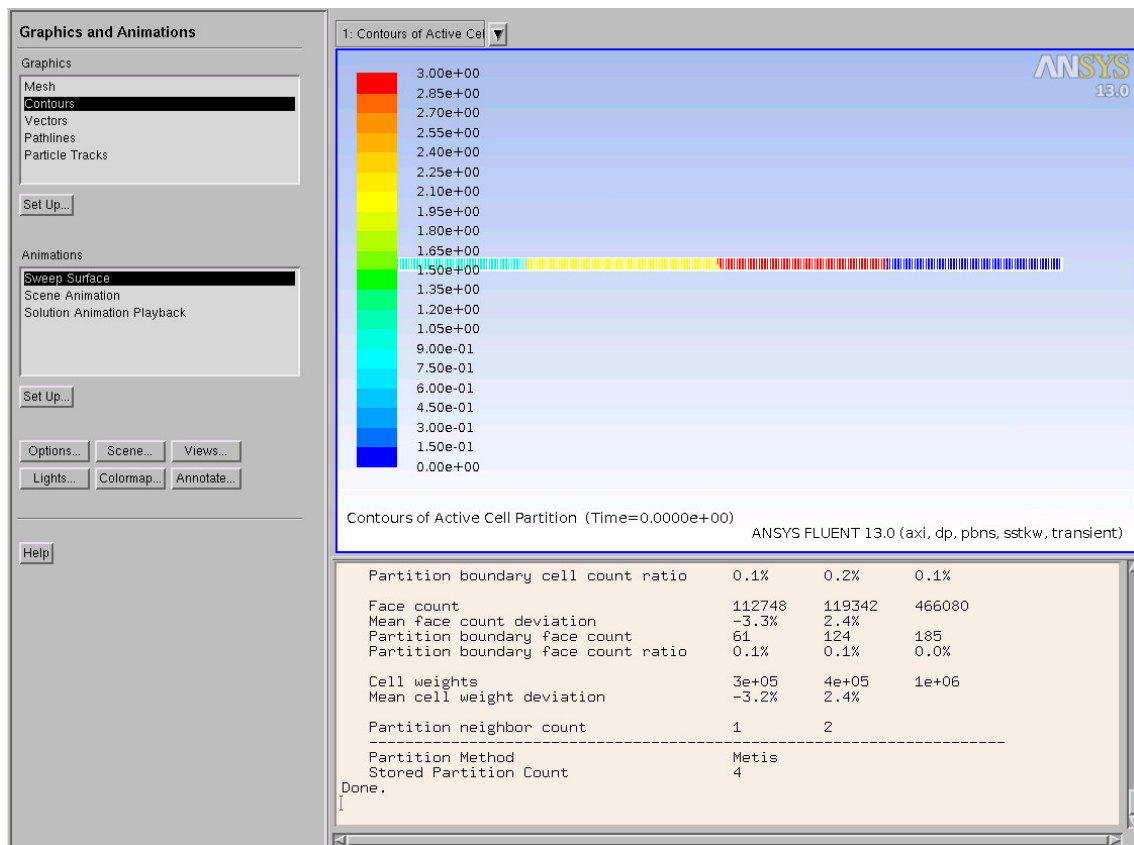 Graphics and Animations
Graphics
Mesh
Contours
Vectors
Pathlines
Particle Tracks
Set Up...
Animations
Sweep Surface
Scene Animation
Solution Animation Playback
Set Up...
Options... Scene... Views...
Lights... Colormap... Annotate...
Help
1: Contours of Active Cel
ANSYS
13.0
3.00e+00
2.85e+00
2.70e+00
2.55e+00
2.40e+00
2.25e+00
2.10e+00
1.95e+00
1.80e+00
1.65e+00
1.50e+00
1.35e+00
1.20e+00
1.05e+00
9.00e-01
7.50e-01
6.00e-01
4.50e-01
3.00e-01
1.50e-01
0.00e+00
Contours of Active Cell Partition (Time=0.0000e+00)
ANSYS FLUENT 13.0 (axi, dp, pbns, sstkw, transient)
Partition boundary cell count ratio 0.1% 0.2% 0.1%
Face count 112748 119342 466080
Mean face count deviation -3.3% 2.4%
Partition boundary face count 61 124 185
Partition boundary face count ratio 0.1% 0.1% 0.0%
Cell weights 3e+05 4e+05 1e+06
Mean cell weight deviation -3.2% 2.4%
Partition neighbor count 1 2
----------------------------------------------------------------------
Partition Method Metis
Stored Partition Count 4
Done.